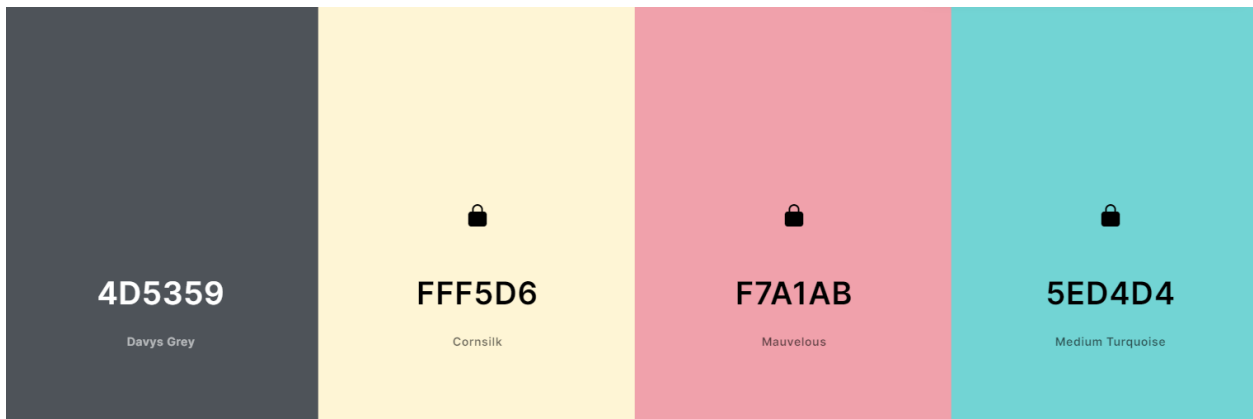 4D5359
Davys Grey
FFF5D6
Cornsilk
F7A1AB
Mauvelous
5ED4D4
Medium Turquoise